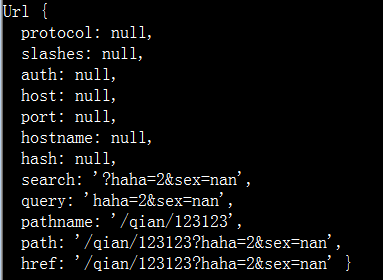 Url {
  protocol: null,
  slashes: null,
  auth: null,
  host: null,
  port: null,
  hostname: null,
  hash: null,
  search: '?haha=2&sex=nan',
  query: 'haha=2&sex=nan',
  pathname: '/qian/123123',
  path: '/qian/123123?haha=2&sex=nan',
  href: '/qian/123123?haha=2&sex=nan' }